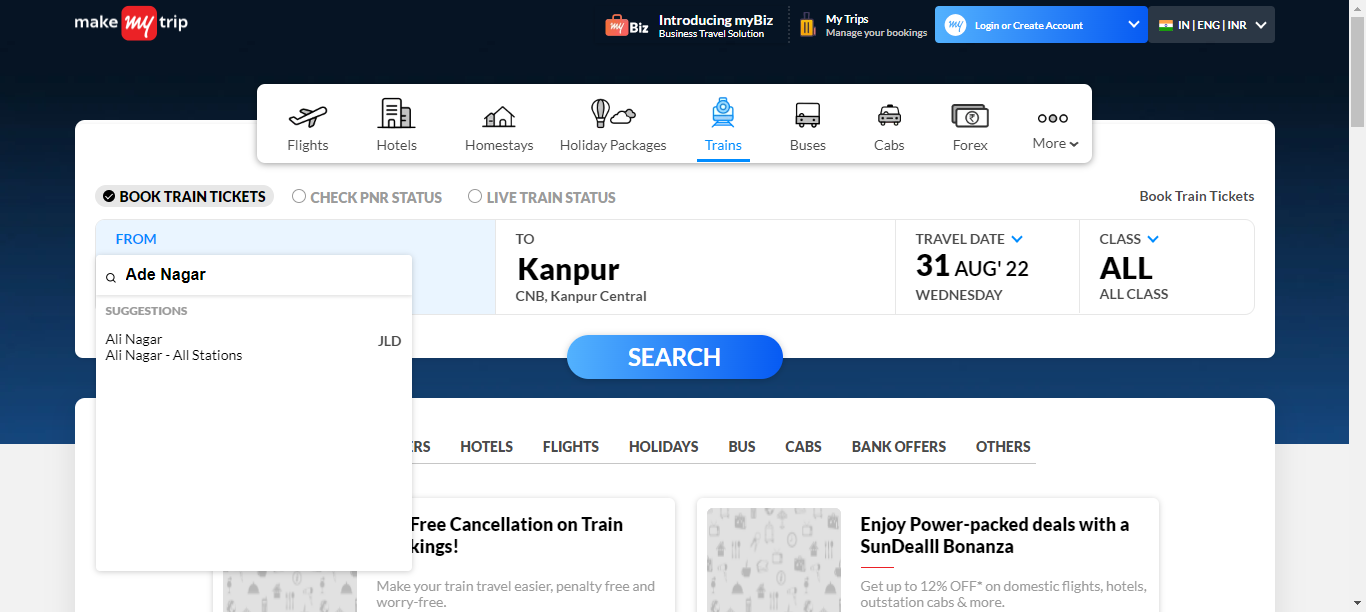 make my trip
my Biz
Introducing myBiz
Business Travel Solution
My Trips
Manage your bookings
my
Login or Create Account
IN | ENG | INR
Flights
Hotels
Homestays
Holiday Packages
Trains
Buses
Cabs
Forex
More
BOOK TRAIN TICKETS
CHECK PNR STATUS
LIVE TRAIN STATUS
Book Train Tickets
FROM
Ade Nagar
SUGGESTIONS
Ali Nagar
JLD
Ali Nagar - All Stations
TO
Kanpur
CNB, Kanpur Central
TRAVEL DATE
31 AUG' 22
WEDNESDAY
CLASS
ALL
ALL CLASS
SEARCH
HOTELS
FLIGHTS
HOLIDAYS
BUS
CABS
BANK OFFERS
OTHERS
Free Cancellation on Train
kings!
Make your train travel easier, penalty free and
worry-free.
Enjoy Power-packed deals with a
SunDealll Bonanza
Get up to 12% OFF* on domestic flights, hotels,
outstation cabs & more.